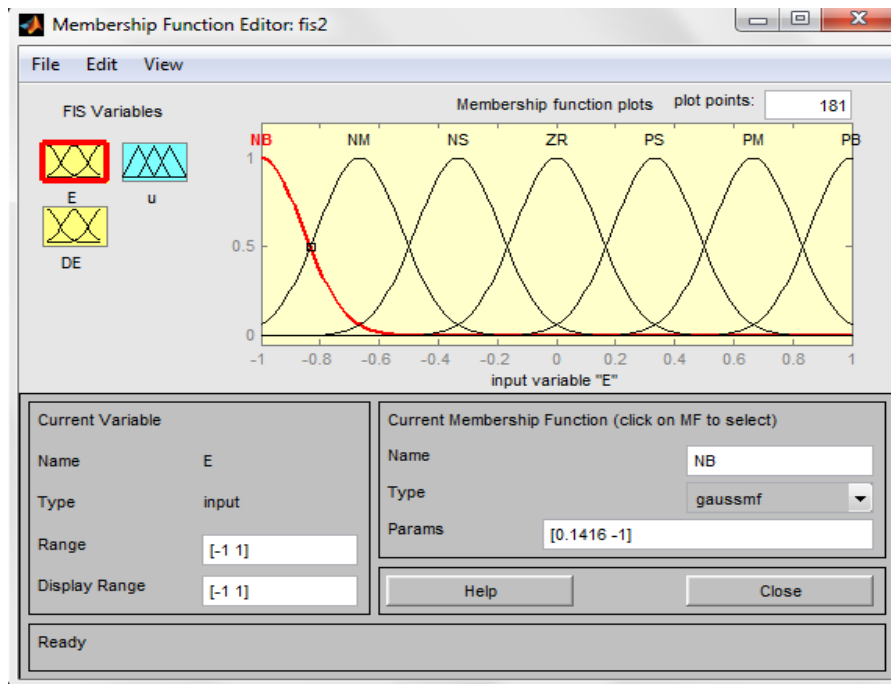 Membership Function Editor: fis2
File Edit View
FIS Variables
Membership function plots plot points: 181
NB NM NS ZR PS PM PB
1
0.5
0
-1 -0.8 -0.6 -0.4 -0.2 0 0.2 0.4 0.6 0.8 1
input variable "E"
E u
DE
Current Variable
Name E
Type input
Range [-1 1]
Display Range [-1 1]
Current Membership Function (click on MF to select)
Name NB
Type gaussmf
Params [0.1416 -1]
Help Close
Ready